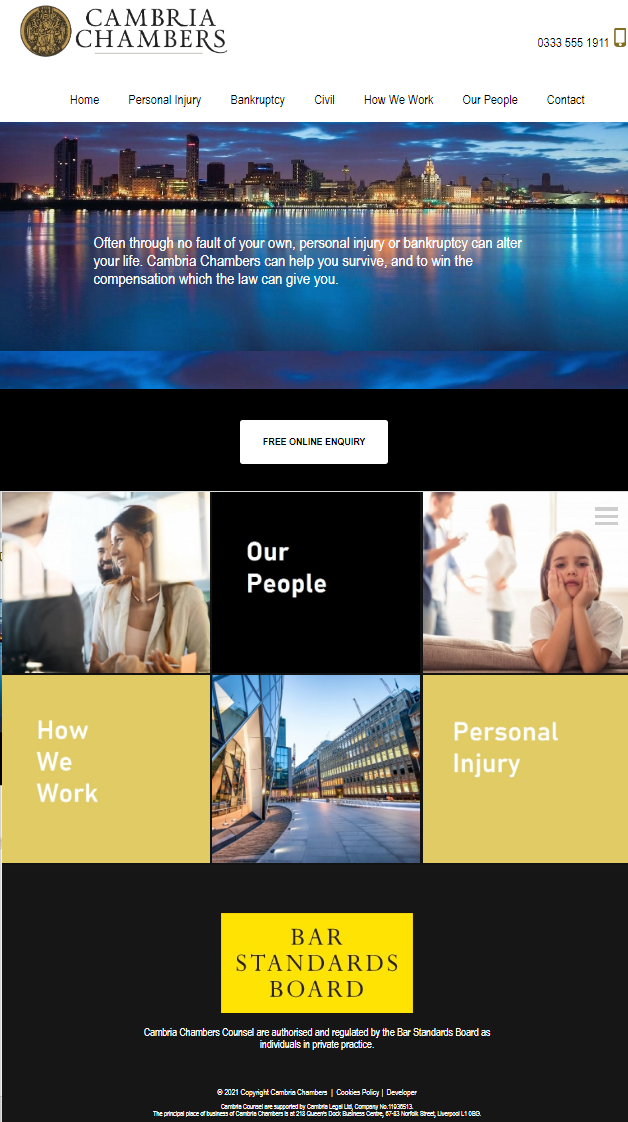 CAMBRIA
CHAMBERS
0333 555 1911
Home Personal Injury Bankruptcy Civil How We Work Our People Contact
Often through no fault of your own, personal injury or bankruptcy can alter
your life. Cambria Chambers can help you survive, and to win the
compensation which the law can give you.
FREE ONLINE ENQUIRY
Our
People
How
We
Work
Personal
Injury
BAR
STANDARDS
BOARD
Cambria Chambers Counsel are authorised and regulated by the Bar Standards Board as
individuals in private practice.
© 2021 Copyright Cambria Chambers | Cookies Policy | Developer
Cambria Counsel are supported by Cambria Legal Ltd, Company No.11936513.
The principal place of business of Cambria Chambers is at 218 Queen's Dock Business Centre, 67-83 Norfolk Street, Liverpool L1 0BG.